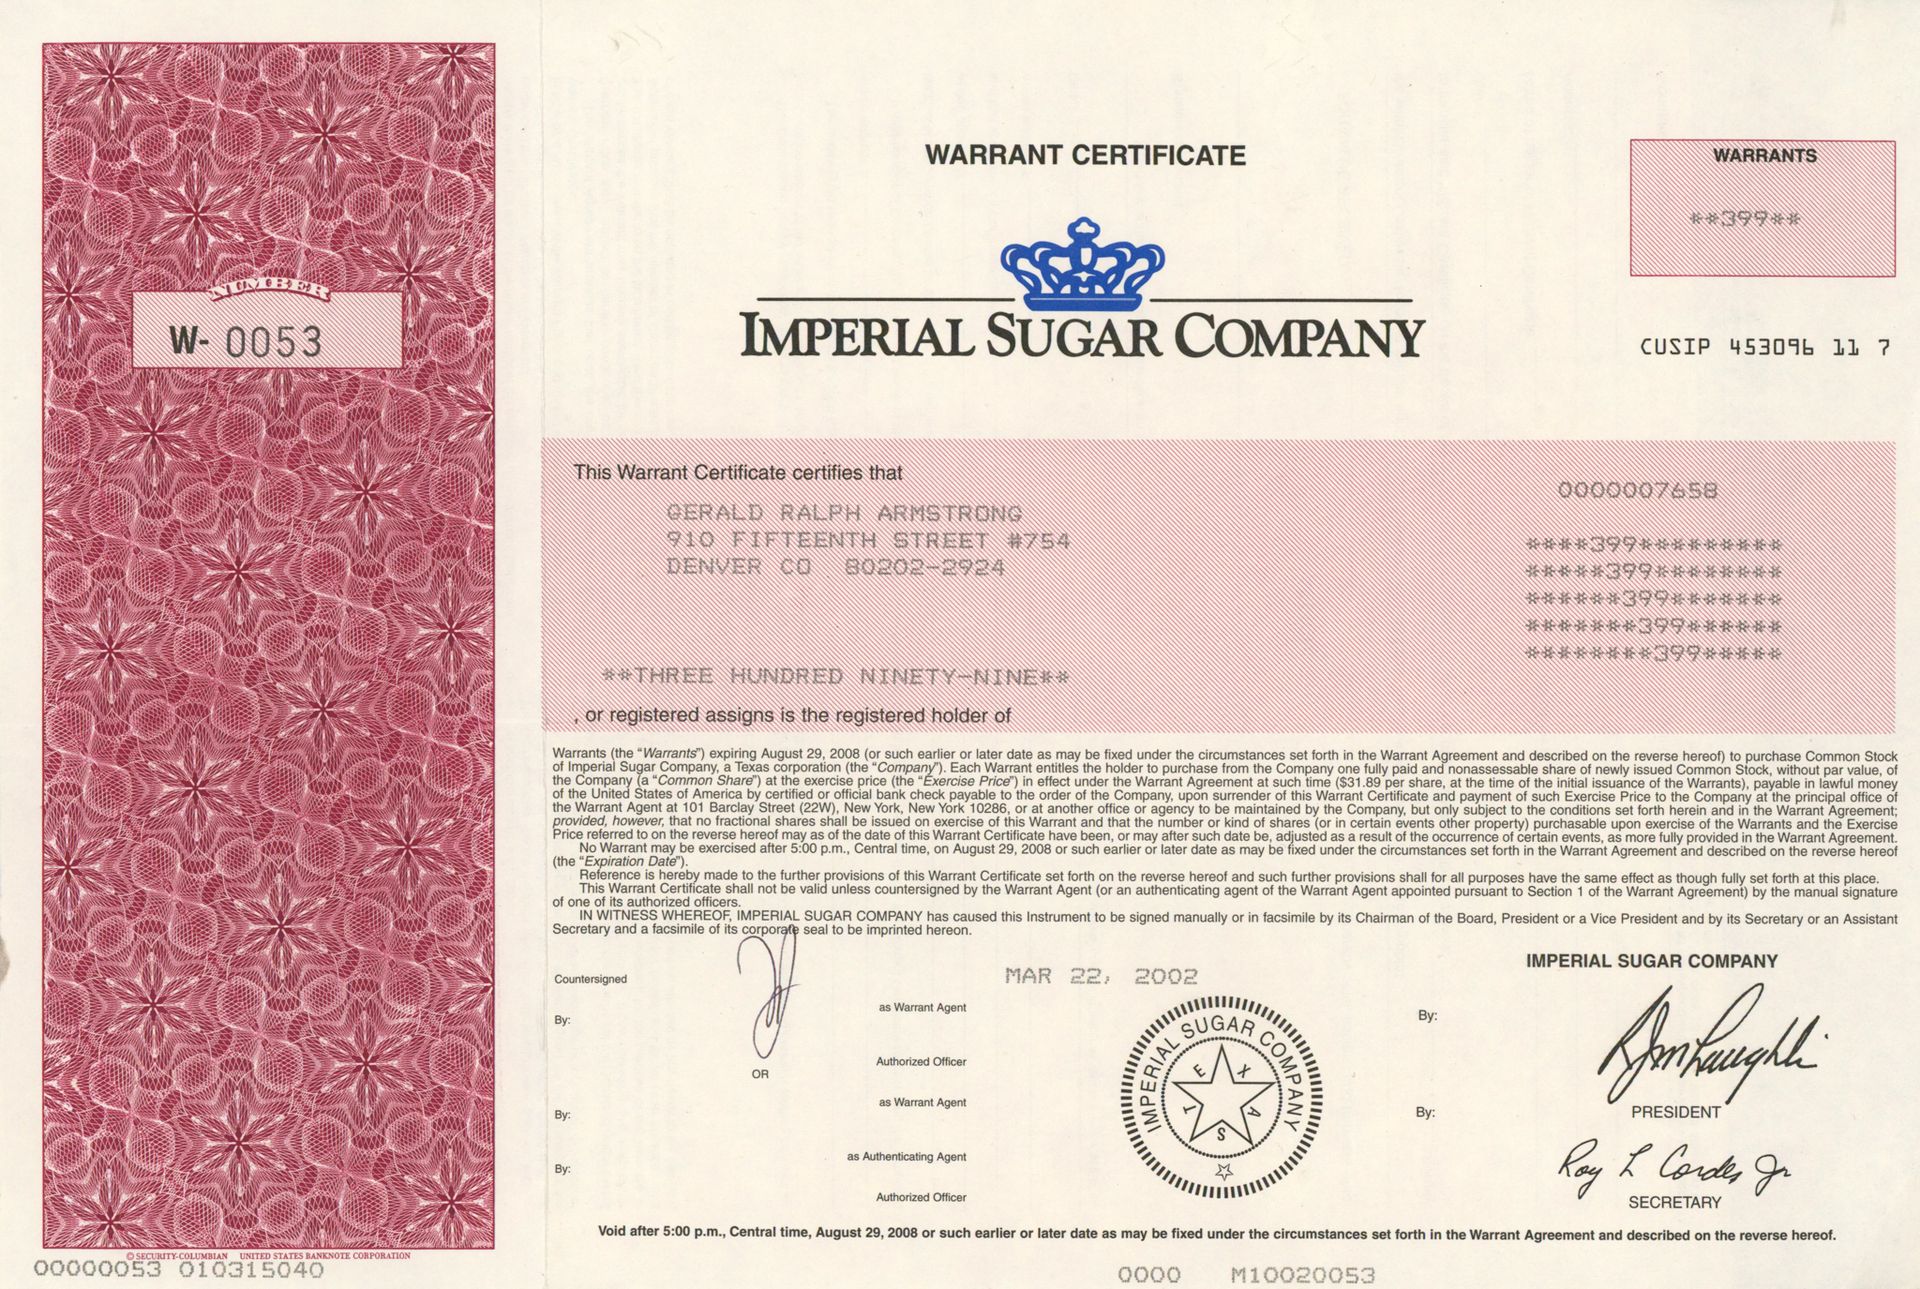 WARRANT CERTIFICATE
WARRANTS
**399**
NUMBER
W- 0053
IMPERIAL SUGAR COMPANY
CUSIP 453096 11 7
This Warrant Certificate certifies that
0000007658
GERALD RALPH ARMSTRONG
910 FIFTEENTH STREET #754
DENVER CO 80202-2924
****399*********
*****399********
******399*******
*******399******
********399*****
**THREE HUNDRED NINETY-NINE**
, or registered assigns is the registered holder of
Warrants (the “Warrants”) expiring August 29, 2008 (or such earlier or later date as may be fixed under the circumstances set forth in the Warrant Agreement and described on the reverse hereof) to purchase Common Stock
of Imperial Sugar Company, a Texas corporation (the “Company”). Each Warrant entitles the holder to purchase from the Company one fully paid and nonassessable share of newly issued Common Stock, without par value, of
the Company (a “Common Share”) at the exercise price (the “Exercise Price”) in effect under the Warrant Agreement at such time ($31.89 per share, at the time of the initial issuance of the Warrants), payable in lawful money
of the United States of America by certified or official bank check payable to the order of the Company, upon surrender of this Warrant Certificate and payment of such Exercise Price to the Company at the principal office of
the Warrant Agent at 101 Barclay Street (22W), New York, New York 10286, or at another office or agency to be maintained by the Company, but only subject to the conditions set forth herein and in the Warrant Agreement;
provided, however, that no fractional shares shall be issued on exercise of this Warrant and that the number or kind of shares (or in certain events other property) purchasable upon exercise of the Warrants and the Exercise
Price referred to on the reverse hereof may as of the date of this Warrant Certificate have been, or may after such date be, adjusted as a result of the occurrence of certain events, as more fully provided in the Warrant Agreement.
No Warrant may be exercised after 5:00 p.m., Central time, on August 29, 2008 or such earlier or later date as may be fixed under the circumstances set forth in the Warrant Agreement and described on the reverse hereof
(the “Expiration Date”).
Reference is hereby made to the further provisions of this Warrant Certificate set forth on the reverse hereof and such further provisions shall for all purposes have the same effect as though fully set forth at this place.
This Warrant Certificate shall not be valid unless countersigned by the Warrant Agent (or an authenticating agent of the Warrant Agent appointed pursuant to Section 1 of the Warrant Agreement) by the manual signature
of one of its authorized officers.
IN WITNESS WHEREOF, IMPERIAL SUGAR COMPANY has caused this Instrument to be signed manually or in facsimile by its Chairman of the Board, President or a Vice President and by its Secretary or an Assistant
Secretary and a facsimile of its corporate seal to be imprinted hereon.
Countersigned
MAR 22, 2002
IMPERIAL SUGAR COMPANY
By:
as Warrant Agent
Authorized Officer
OR
By:
as Warrant Agent
By:
as Authenticating Agent
Authorized Officer
IMPERIAL SUGAR COMPANY
TEXAS
By:
PRESIDENT
By:
Roy L Cordes Jr
SECRETARY
Void after 5:00 p.m., Central time, August 29, 2008 or such earlier or later date as may be fixed under the circumstances set forth in the Warrant Agreement and described on the reverse hereof.
© SECURITY-COLUMBIAN UNITED STATES BANKNOTE CORPORATION
00000053 010315040
0000 M10020053